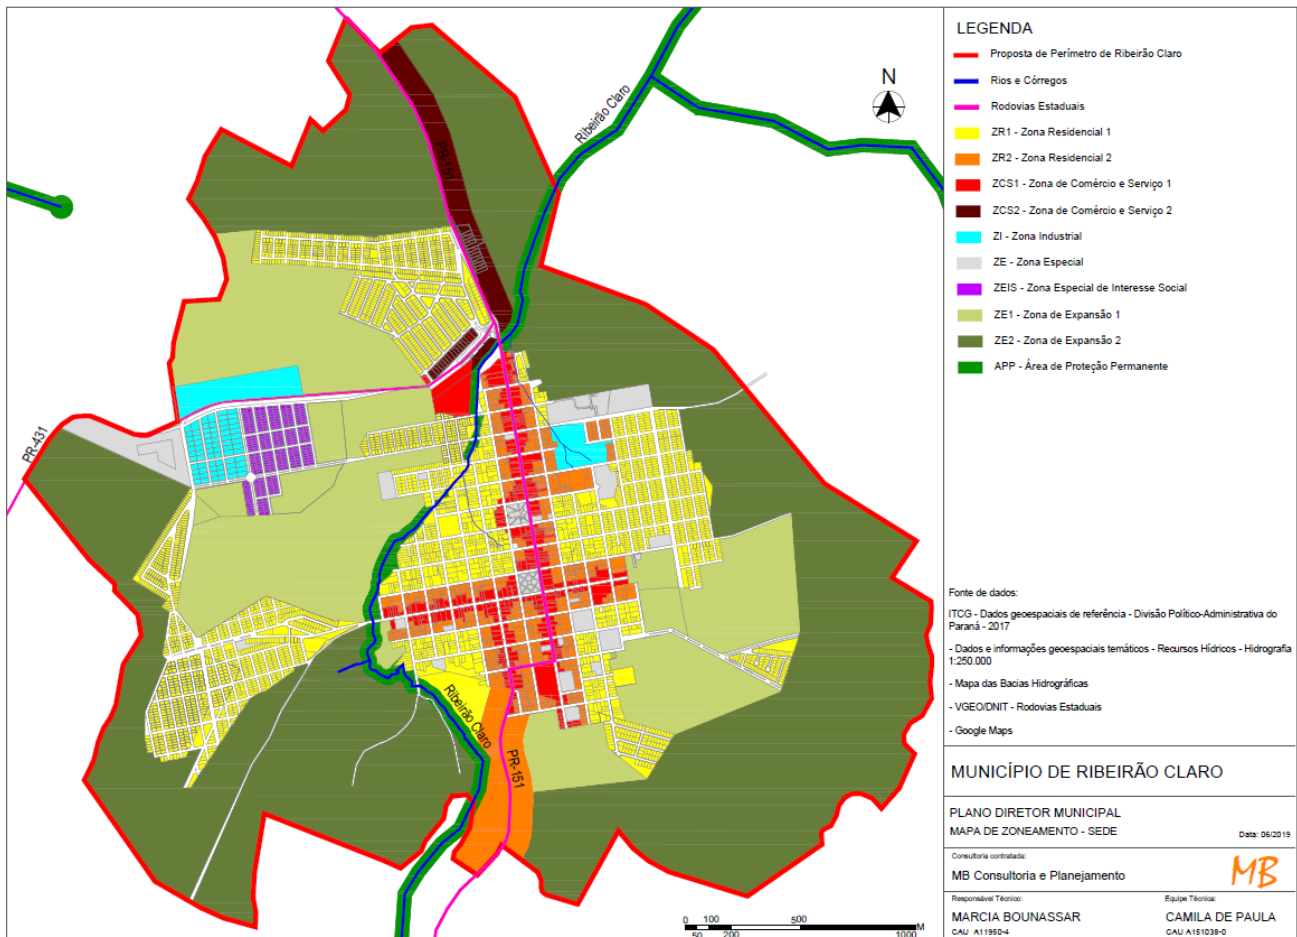 N
Ribeirão Claro
PR-151
PR-431
Ribeirão Claro
PR-151
0 100 500 M
50 200 1000
LEGENDA
Proposta de Perímetro de Ribeirão Claro
Rios e Córregos
Rodovias Estaduais
ZR1 - Zona Residencial 1
ZR2 - Zona Residencial 2
ZCS1 - Zona de Comércio e Serviço 1
ZCS2 - Zona de Comércio e Serviço 2
ZI - Zona Industrial
ZE - Zona Especial
ZEIS - Zona Especial de Interesse Social
ZE1 - Zona de Expansão 1
ZE2 - Zona de Expansão 2
APP - Área de Proteção Permanente
Fonte de dados:
ITCG - Dados geoespaciais de referência - Divisão Político-Administrativa do
Paraná - 2017
- Dados e informações geoespaciais temáticos - Recursos Hídricos - Hidrografia
1:250.000
- Mapa das Bacias Hidrográficas
- VGEO/DNIT - Rodovias Estaduais
- Google Maps
MUNICÍPIO DE RIBEIRÃO CLARO
PLANO DIRETOR MUNICIPAL
MAPA DE ZONEAMENTO - SEDE
Data: 06/2019
Consultoria contratada:
MB Consultoria e Planejamento
MB
Responsável Técnico:
MARCIA BOUNASSAR
CAU A11950-4
Equipe Técnica:
CAMILA DE PAULA
CAU A151038-0